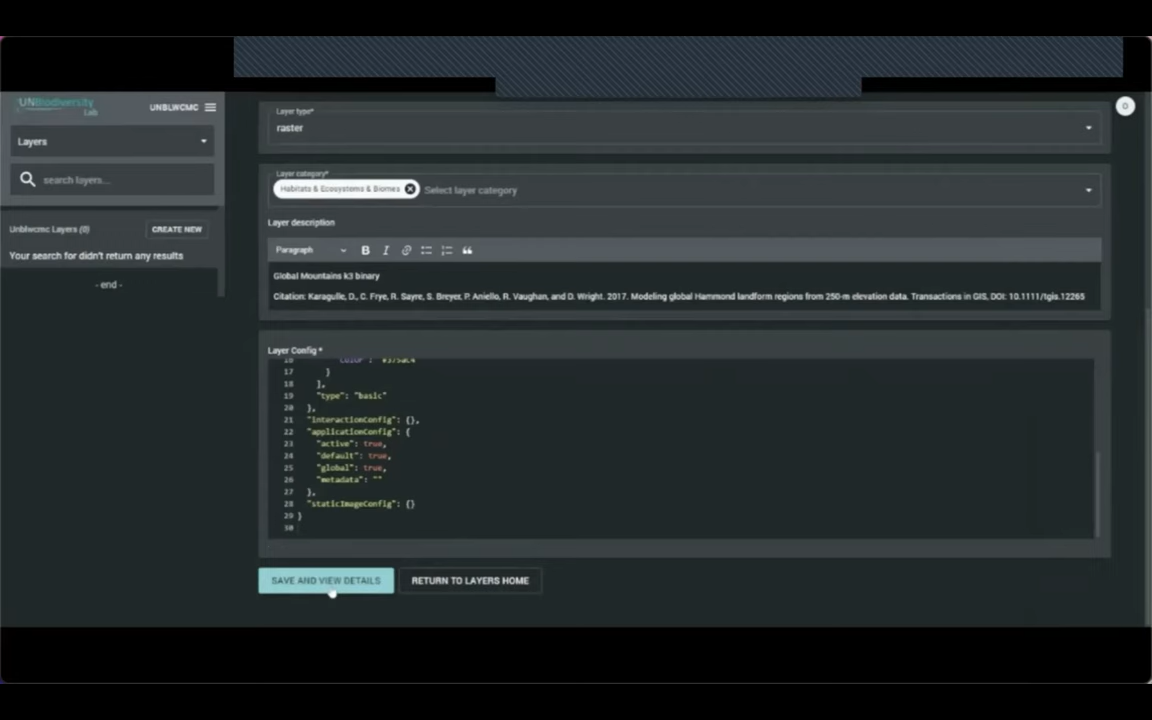 UNBiodiversity
Lab
UNBLWCMC
Layers
search layers...
Unblwcmc Layers (0)
CREATE NEW
Your search for didn't return any results
- end -
Layer type*
raster
Layer category*
Habitats & Ecosystems & Biomes
Select layer category
Layer description
Paragraph
B I
Global Mountains k3 binary
Citation: Karagulle, D., C. Frye, R. Sayre, S. Breyer, P. Aniello, R. Vaughan, and D. Wright. 2017. Modeling global Hammond landform regions from 250-m elevation data. Transactions in GIS, DOI: 10.1111/tgis.12265
Layer Config *
17 }
18 },
19 "type": "basic"
20 },
21 "interactionConfig": {},
22 "applicationConfig": {
23 "active": true,
24 "default": true,
25 "global": true,
26 "metadata": ""
27 },
28 "staticImageConfig": {}
29 }
30
SAVE AND VIEW DETAILS
RETURN TO LAYERS HOME